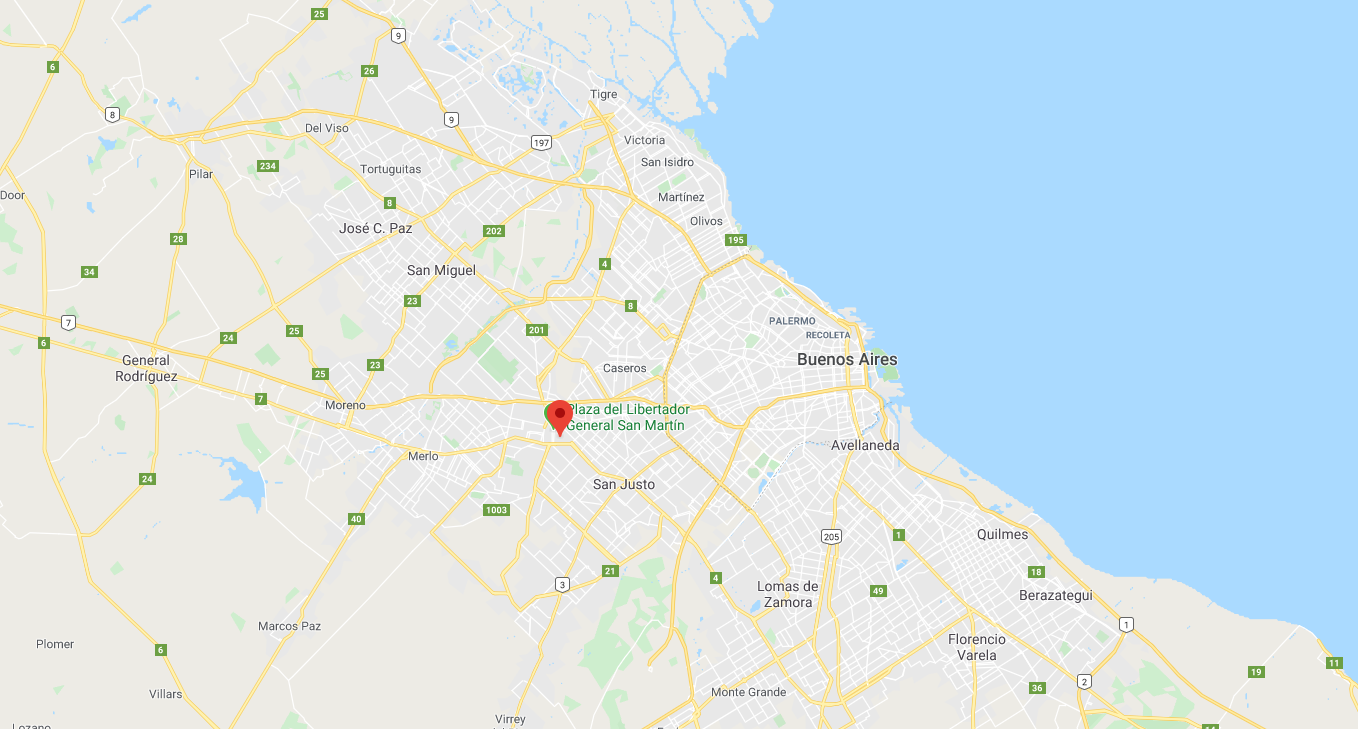 25
9
6
26
Tigre
8
9
Del Viso
197
Victoria
San Isidro
234
Tortuguitas
Pilar
Door
Martínez
8
Olivos
José C. Paz
202
28
195
4
34
San Miguel
23
8
7
PALERMO
25
201
RECOLETA
24
6
Buenos Aires
General
Rodríguez
23
Caseros
25
7
Moreno
Plaza del Libertador
General San Martín
Avellaneda
Merlo
24
San Justo
1003
40
Quilmes
1
205
21
18
4
3
Lomas de
Zamora
49
Berazategui
1
Marcos Paz
Florencio
Varela
Plomer
6
11
19
2
Villars
Monte Grande
36
Virrey
Lozano